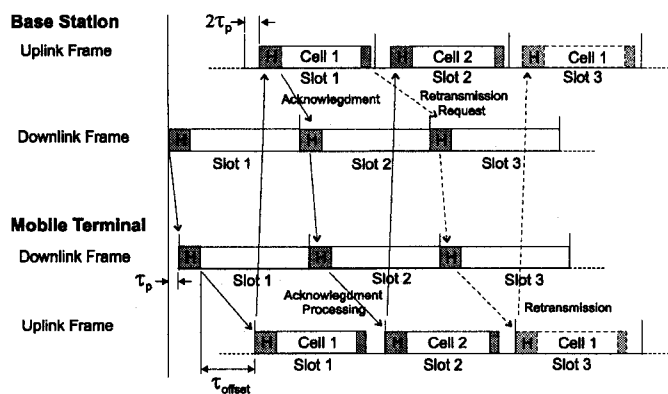 Base Station
2τp
Uplink Frame
H Cell 1 H Cell 2 H Cell 1
Slot 1 Slot 2 Slot 3
Acknowlegdment
Retransmission
Request
Downlink Frame
H H H
Slot 1 Slot 2 Slot 3
Mobile Terminal
Downlink Frame
H H H
τp
Slot 1 Slot 2 Slot 3
Acknowlegdment
Processing
Retransmission
Uplink Frame
H Cell 1 H Cell 2 H Cell 1
Slot 1 Slot 2 Slot 3
τoffset